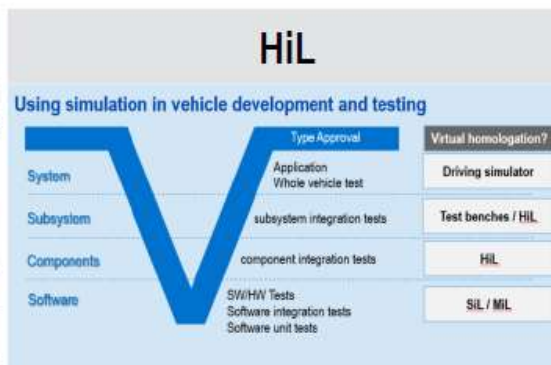 HiL
Using simulation in vehicle development and testing
Type Approval
Virtual homologation?
System
Application
Whole vehicle test
Driving simulator
Subsystem
subsystem integration tests
Test benches / HiL
Components
component integration tests
HiL
Software
SW/HW Tests
Software integration tests
Software unit tests
SiL / MiL